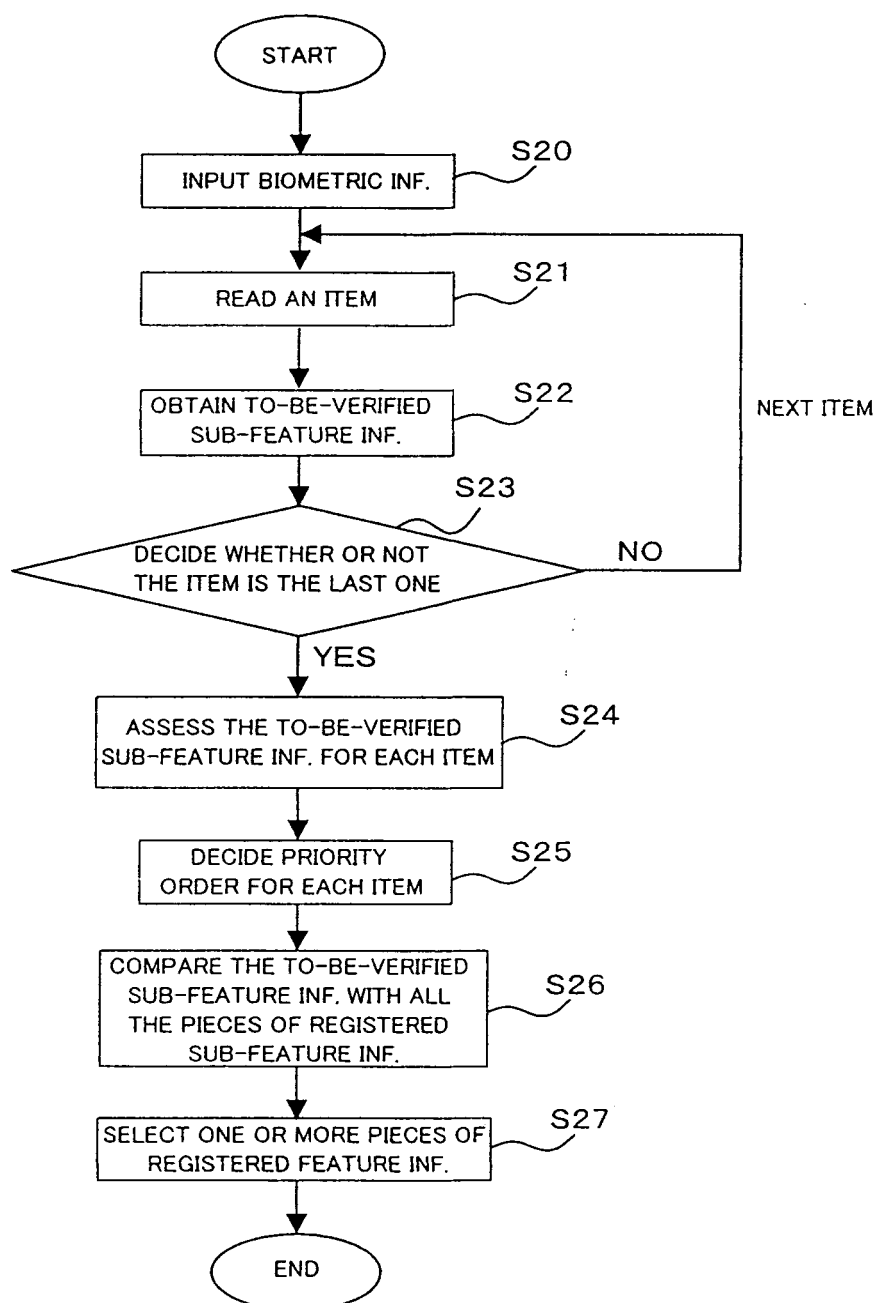 START
S20
INPUT BIOMETRIC INF.
S21
READ AN ITEM
S22
OBTAIN TO-BE-VERIFIED
SUB-FEATURE INF.
NEXT ITEM
S23
DECIDE WHETHER OR NOT
THE ITEM IS THE LAST ONE
NO
YES
S24
ASSESS THE TO-BE-VERIFIED
SUB-FEATURE INF. FOR EACH ITEM
S25
DECIDE PRIORITY
ORDER FOR EACH ITEM
COMPARE THE TO-BE-VERIFIED
SUB-FEATURE INF. WITH ALL
THE PIECES OF REGISTERED
SUB-FEATURE INF.
S26
S27
SELECT ONE OR MORE PIECES OF
REGISTERED FEATURE INF.
END